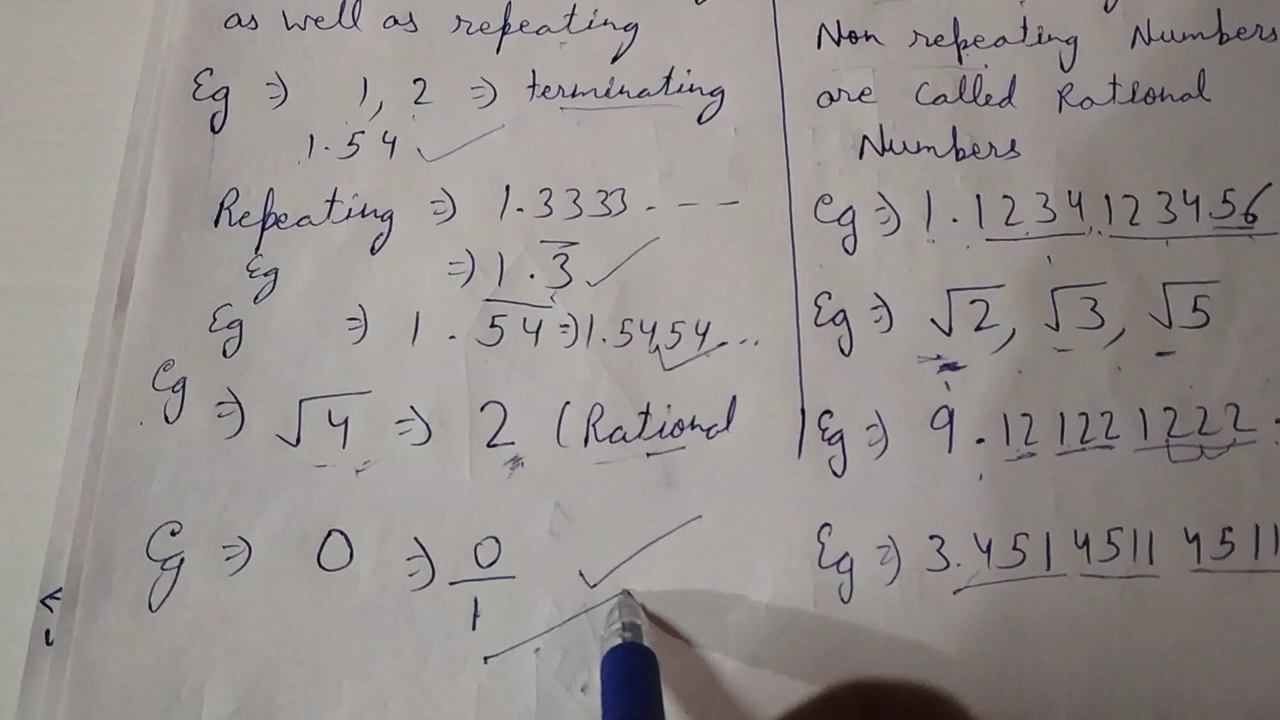 as well as repeating
Eg ⇒ 1, 2 ⇒ terminating
1.54 ✓
Repeating ⇒ 1.3333 - - -
Eg ⇒ 1.3̅ ✓
Eg ⇒ 1.5̅4̅ ⇒ 1.5454...
Eg ⇒ √4 ⇒ 2 (Rational
Eg ⇒ 0 ⇒ 0/1 ✓
Non repeating Numbers
are called Rational
Numbers
eg ⇒ 1.1234123456
Eg ⇒ √2, √3, √5
Eg ⇒ 9.121221222
Eg ⇒ 3.45145114511